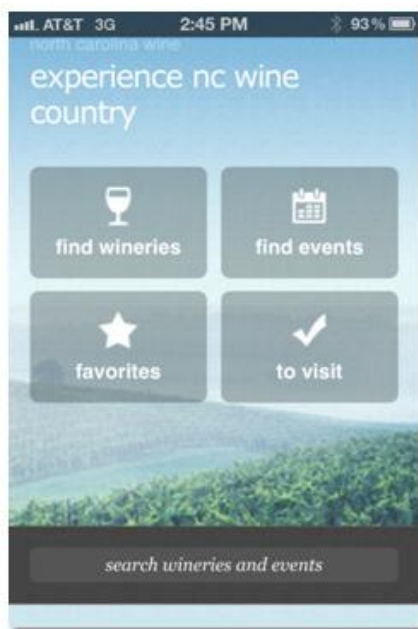 AT&T 3G 2:45 PM 93%
north carolina wine
experience nc wine
country
find wineries find events
favorites to visit
search wineries and events